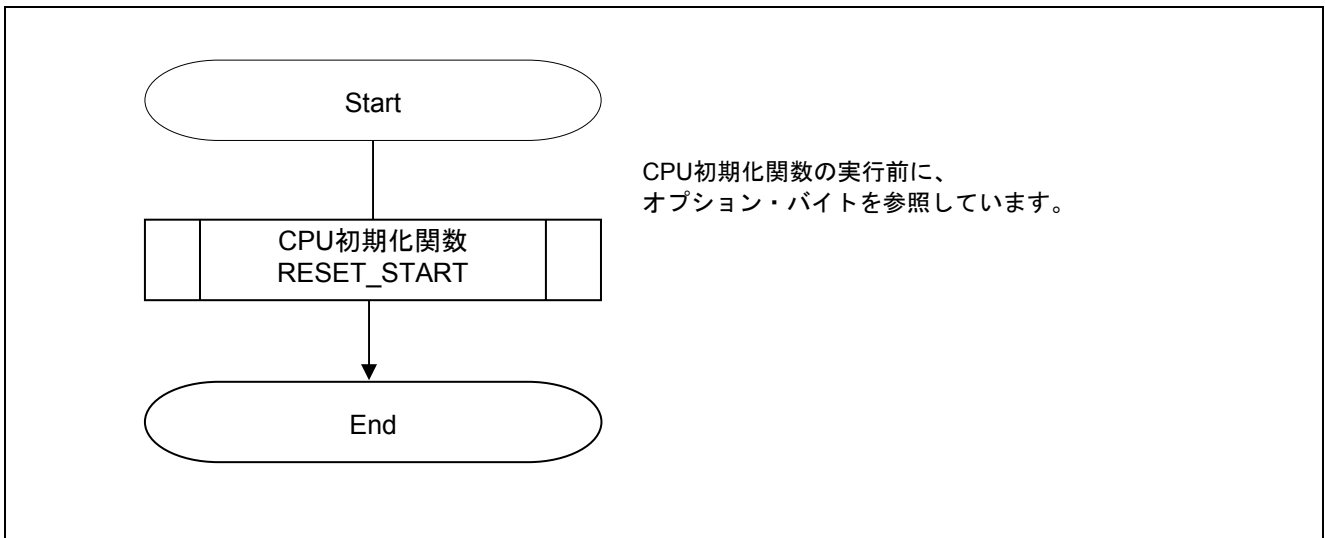 Start
CPU初期化関数の実行前に、
オプション・バイトを参照しています。
CPU初期化関数
RESET_START
End